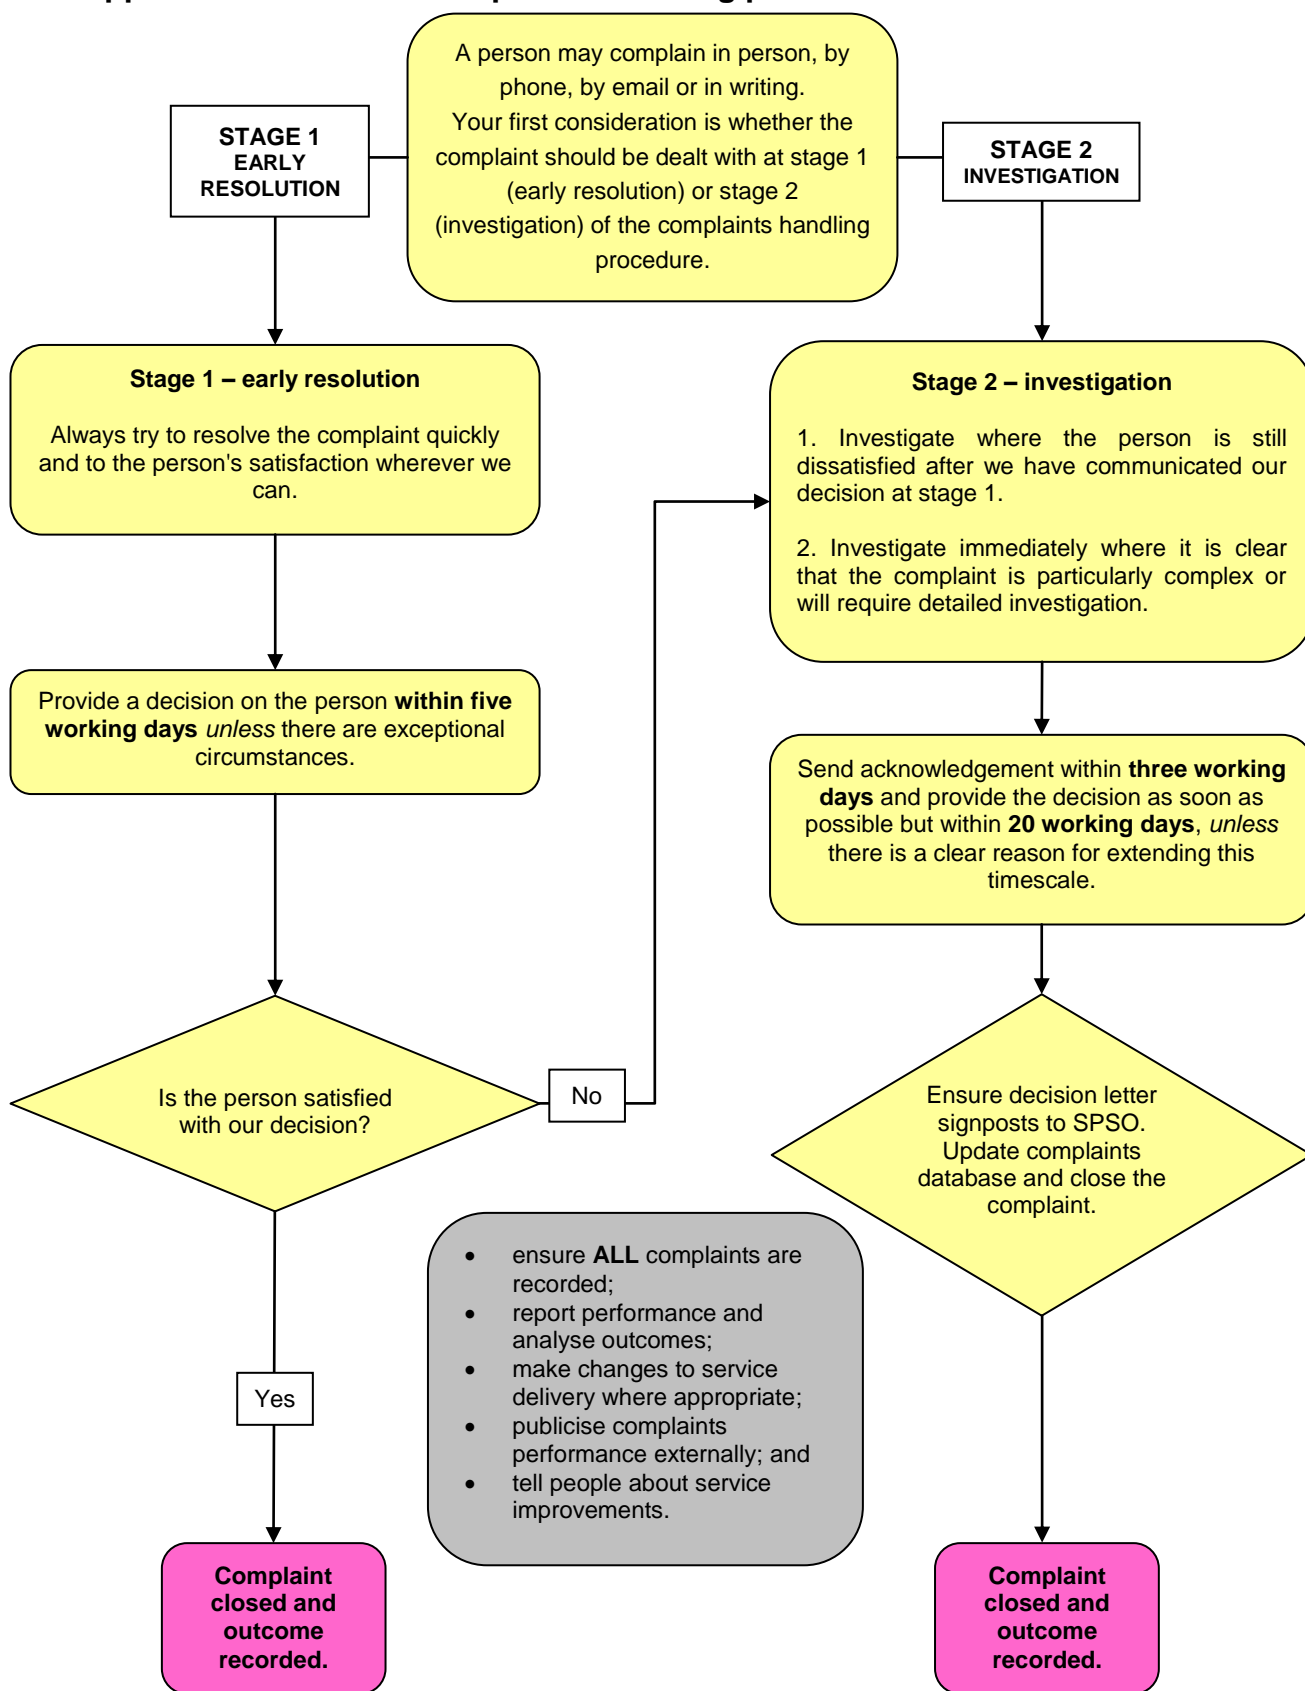 A person may complain in person, by
phone, by email or in writing.
Your first consideration is whether the
complaint should be dealt with at stage 1
(early resolution) or stage 2
(investigation) of the complaints handling
procedure.
STAGE 1
EARLY
RESOLUTION
STAGE 2
INVESTIGATION
Stage 1 – early resolution
Always try to resolve the complaint quickly
and to the person's satisfaction wherever we
can.
Stage 2 – investigation
1. Investigate where the person is still
dissatisfied after we have communicated our
decision at stage 1.
2. Investigate immediately where it is clear
that the complaint is particularly complex or
will require detailed investigation.
Provide a decision on the person within five
working days unless there are exceptional
circumstances.
Send acknowledgement within three working
days and provide the decision as soon as
possible but within 20 working days, unless
there is a clear reason for extending this
timescale.
Is the person satisfied
with our decision?
No
Ensure decision letter
signposts to SPSO.
Update complaints
database and close the
complaint.
Yes
• ensure ALL complaints are
recorded;
• report performance and
analyse outcomes;
• make changes to service
delivery where appropriate;
• publicise complaints
performance externally; and
• tell people about service
improvements.
Complaint
closed and
outcome
recorded.
Complaint
closed and
outcome
recorded.